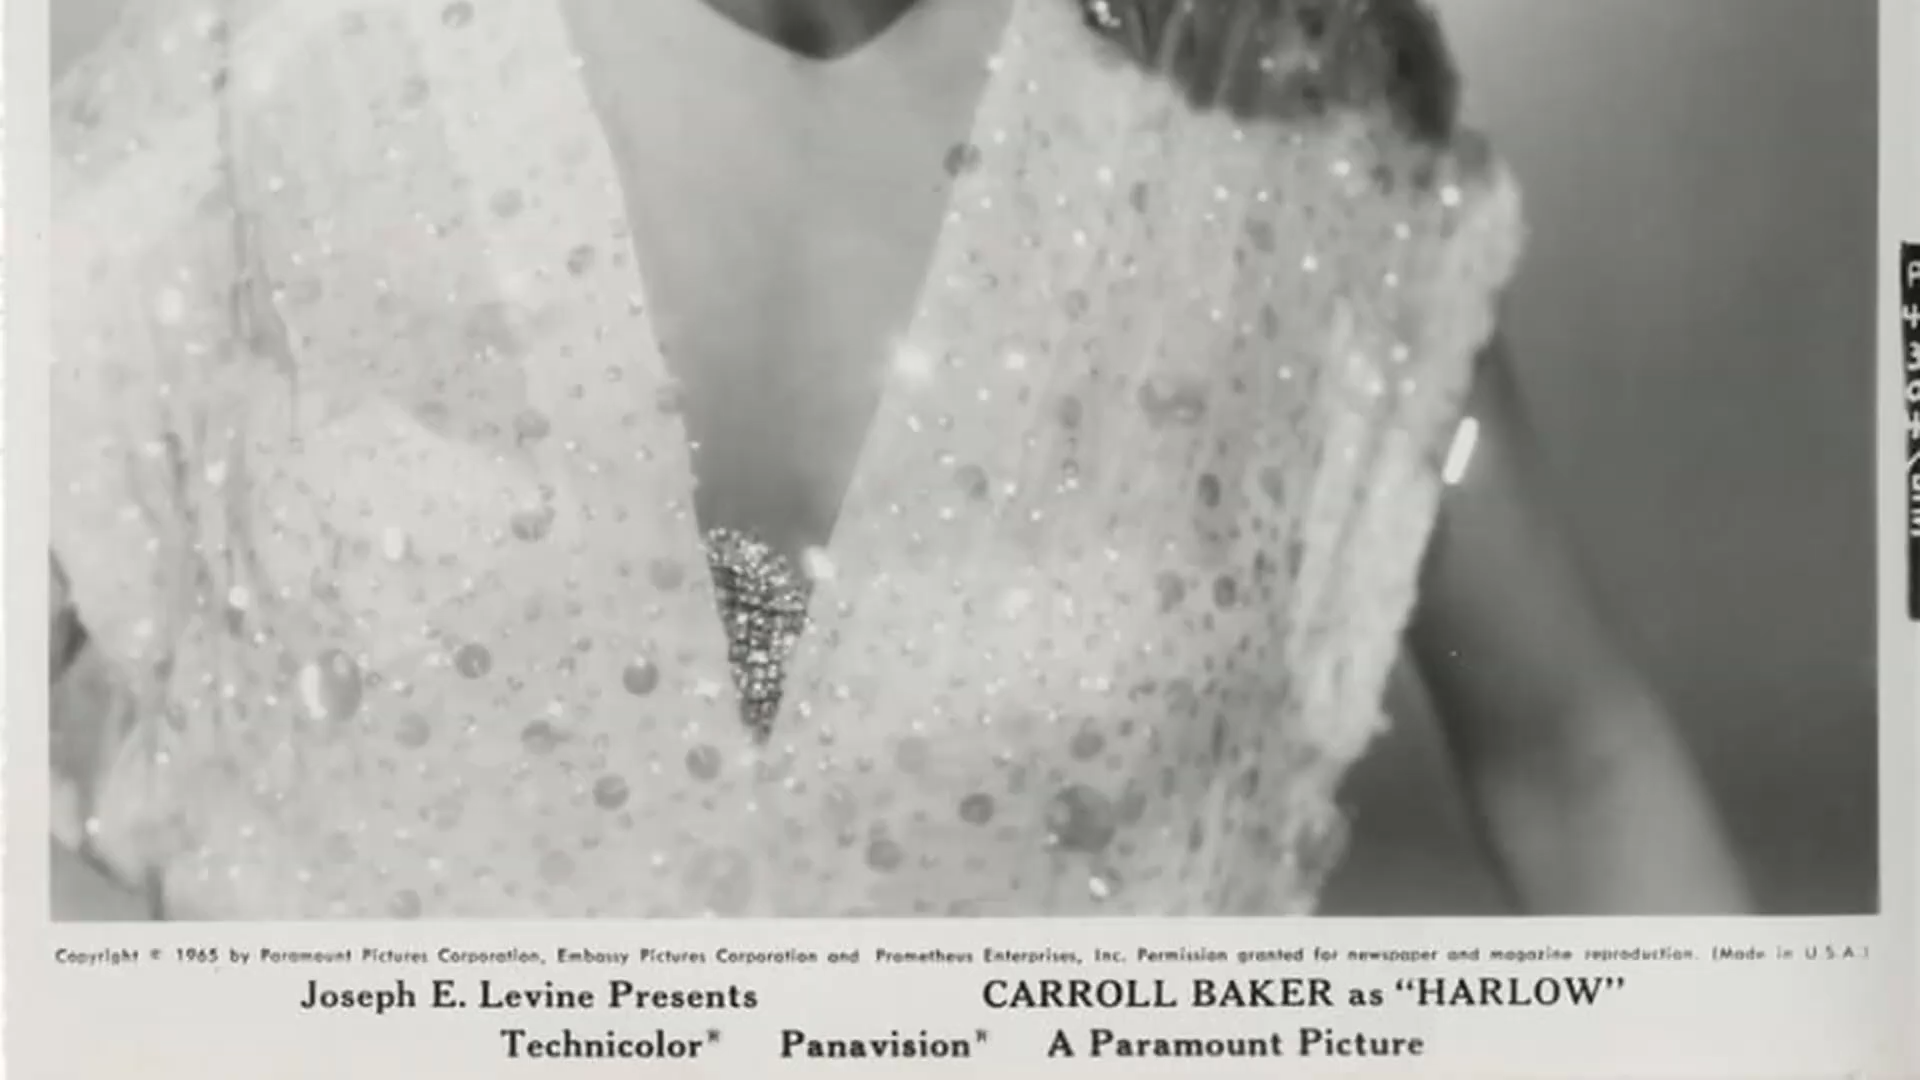 Copyright © 1965 by Paramount Pictures Corporation, Embassy Pictures Corporation and Prometheus Enterprises, Inc. Permission granted for newspaper and magazine reproduction. (Made in U.S.A.)
Joseph E. Levine Presents CARROLL BAKER as “HARLOW”
Technicolor® Panavision® A Paramount Picture